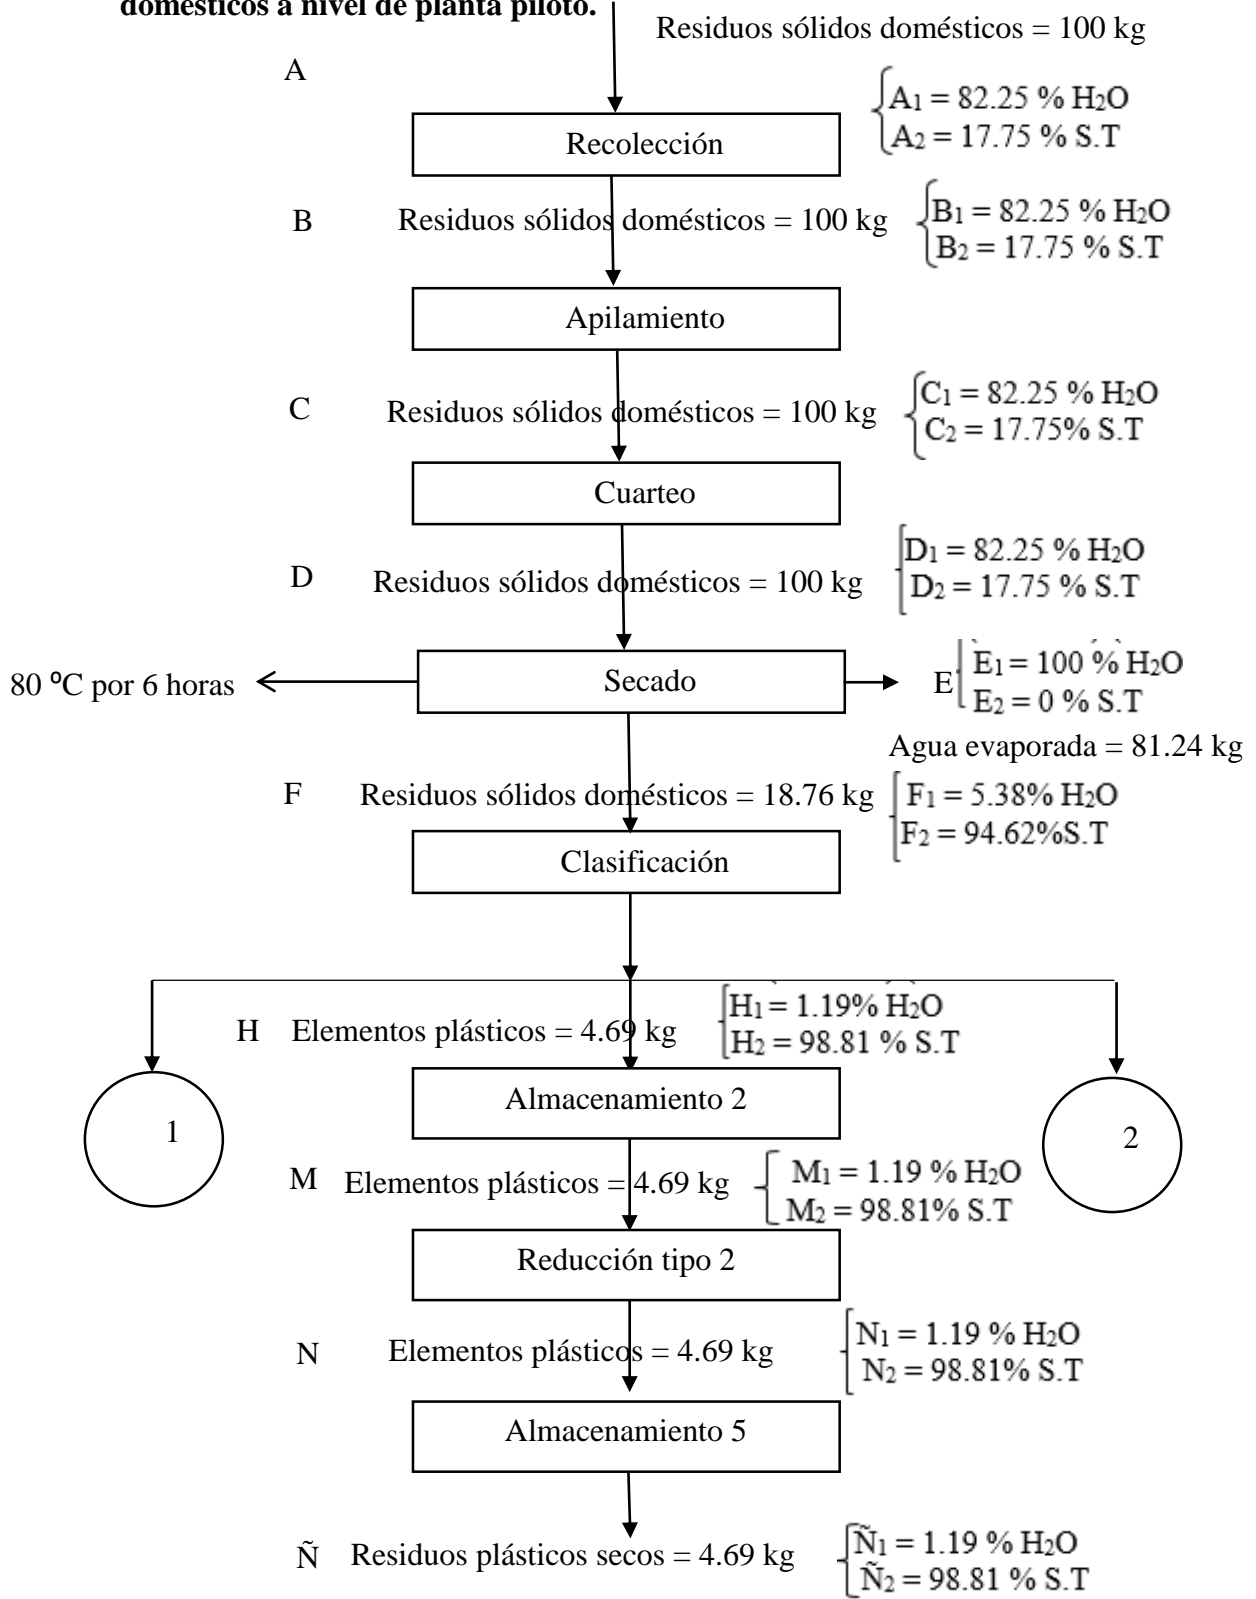 domésticos a nivel de planta piloto.
Residuos sólidos domésticos = 100 kg
A
A₁ = 82.25 % H₂O
A₂ = 17.75 % S.T
Recolección
B Residuos sólidos domésticos = 100 kg
B₁ = 82.25 % H₂O
B₂ = 17.75 % S.T
Apilamiento
C Residuos sólidos domésticos = 100 kg
C₁ = 82.25 % H₂O
C₂ = 17.75% S.T
Cuarteo
D Residuos sólidos domésticos = 100 kg
D₁ = 82.25 % H₂O
D₂ = 17.75 % S.T
80 ⁰C por 6 horas
Secado
E
E₁ = 100 % H₂O
E₂ = 0 % S.T
Agua evaporada = 81.24 kg
F Residuos sólidos domésticos = 18.76 kg
F₁ = 5.38% H₂O
F₂ = 94.62%S.T
Clasificación
H Elementos plásticos = 4.69 kg
H₁ = 1.19% H₂O
H₂ = 98.81 % S.T
1
Almacenamiento 2
2
M Elementos plásticos = 4.69 kg
M₁ = 1.19 % H₂O
M₂ = 98.81% S.T
Reducción tipo 2
N Elementos plásticos = 4.69 kg
N₁ = 1.19 % H₂O
N₂ = 98.81% S.T
Almacenamiento 5
Ñ Residuos plásticos secos = 4.69 kg
Ñ₁ = 1.19 % H₂O
Ñ₂ = 98.81 % S.T